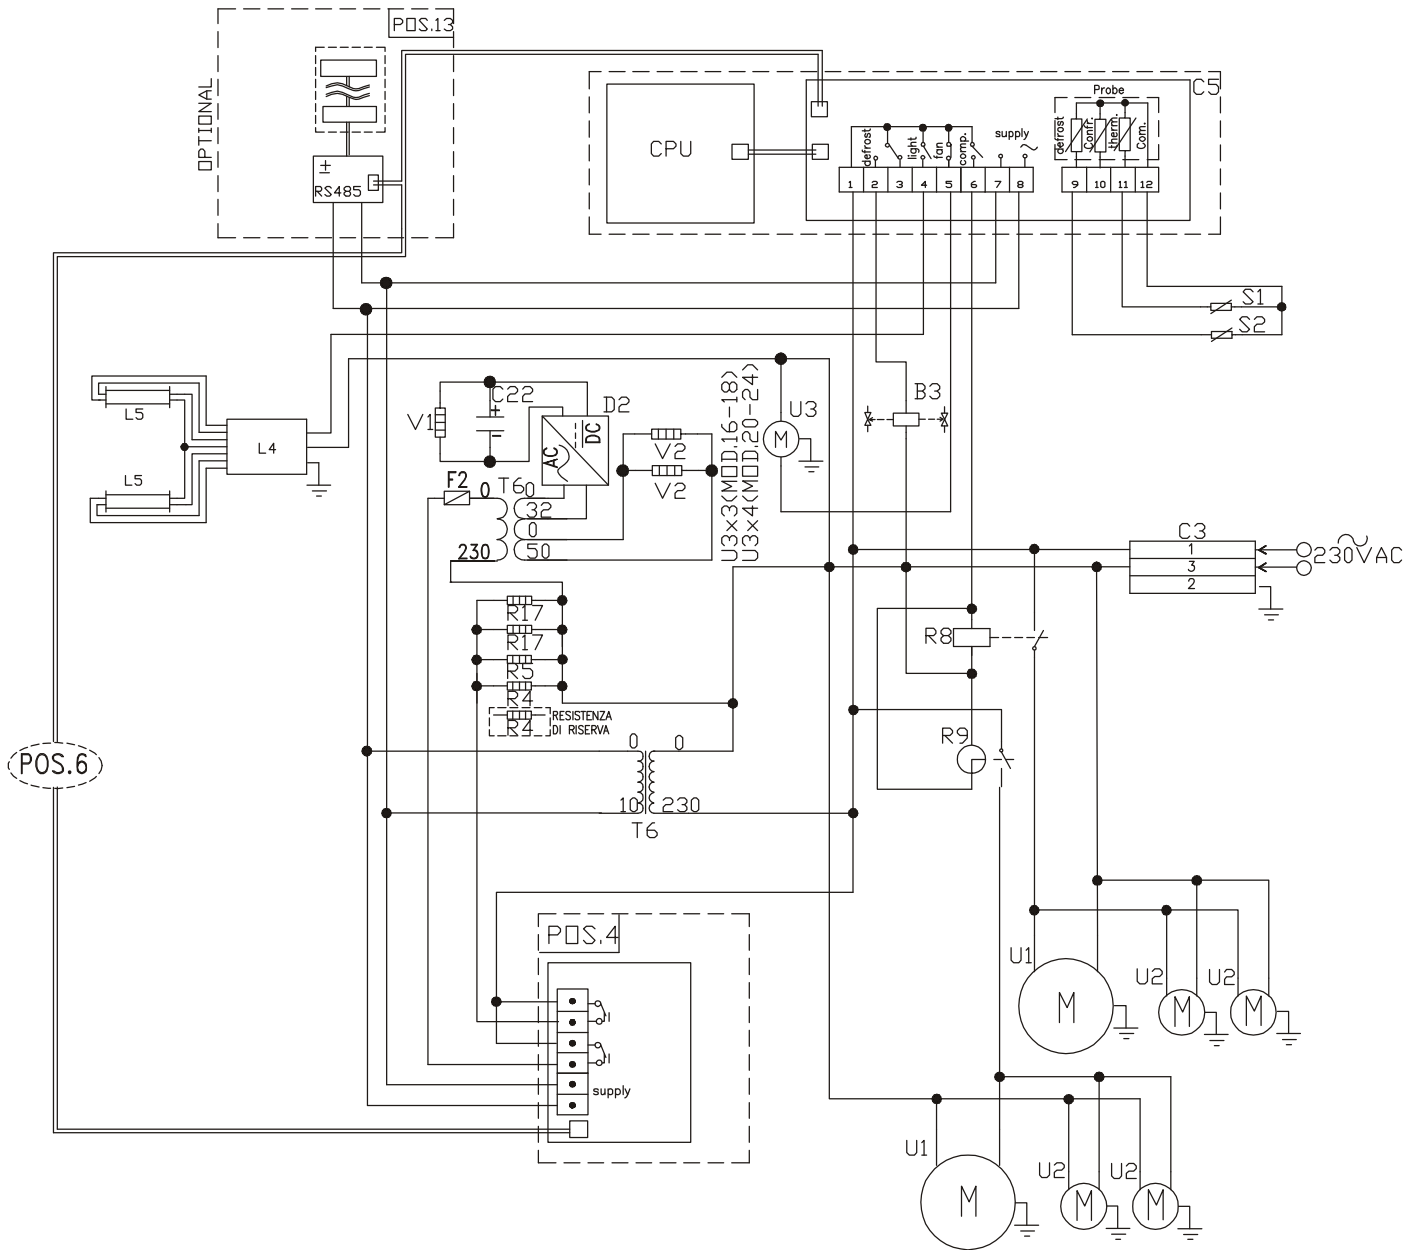 POS.13
OPTIONAL
±
RS485
C5
CPU
defrost
light
fan
comp.
supply
Probe
defrost
Confr.
therm.
Com.
1 2 3 4 5 6 7 8
9 10 11 12
S1
S2
L5
L4
L5
V1
C22
+
-
D2
AC
DC
V2
V2
F2
T6
0
230
0
32
0
50
U3x3(MOD.16-18)
U3x4(MOD.20-24)
U3
M
B3
C3
1
3
2
230VAC
R17
R17
R5
R4
R4
RESISTENZA
DI RISERVA
R8
R9
0
0
10
230
T6
POS.6
POS.4
supply
U1
M
U2
M
U2
M
U1
M
U2
M
U2
M